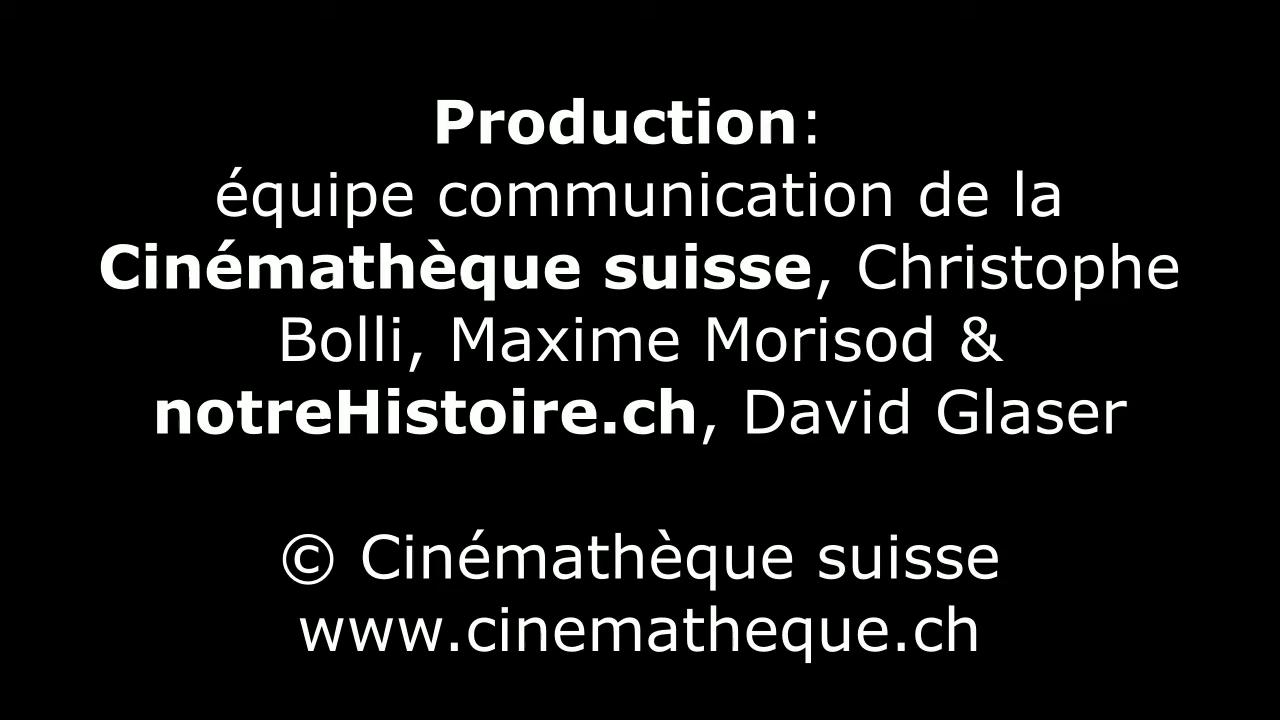 Production:
équipe communication de la
Cinémathèque suisse, Christophe
Bolli, Maxime Morisod &
notreHistoire.ch, David Glaser
© Cinémathèque suisse
www.cinematheque.ch